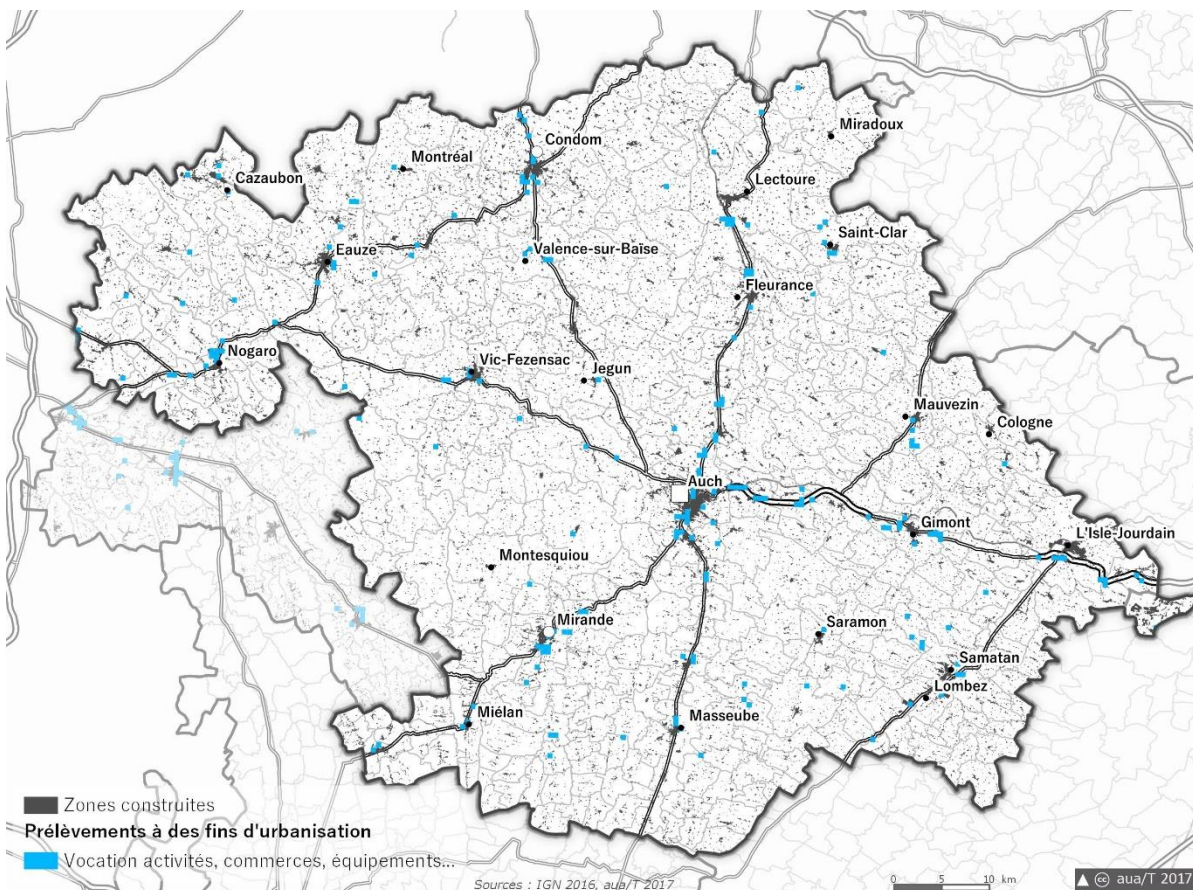 Miradoux
Condom
Montréal
Lectoure
Cazaubon
Saint-Clar
Eauze
Valence-sur-Baïse
Fleurance
Nogaro
Vic-Fezensac
Jegun
Mauvezin
Cologne
Auch
Gimont
L'Isle-Jourdain
Montesquiou
Mirande
Saramon
Samatan
Lombez
Miélan
Masseube
Zones construites
Prélèvements à des fins d'urbanisation
Vocation activités, commerces, équipements...
Sources : IGN 2016, aua/T 2017
0 5 10 km
▲ cc aua/T 2017